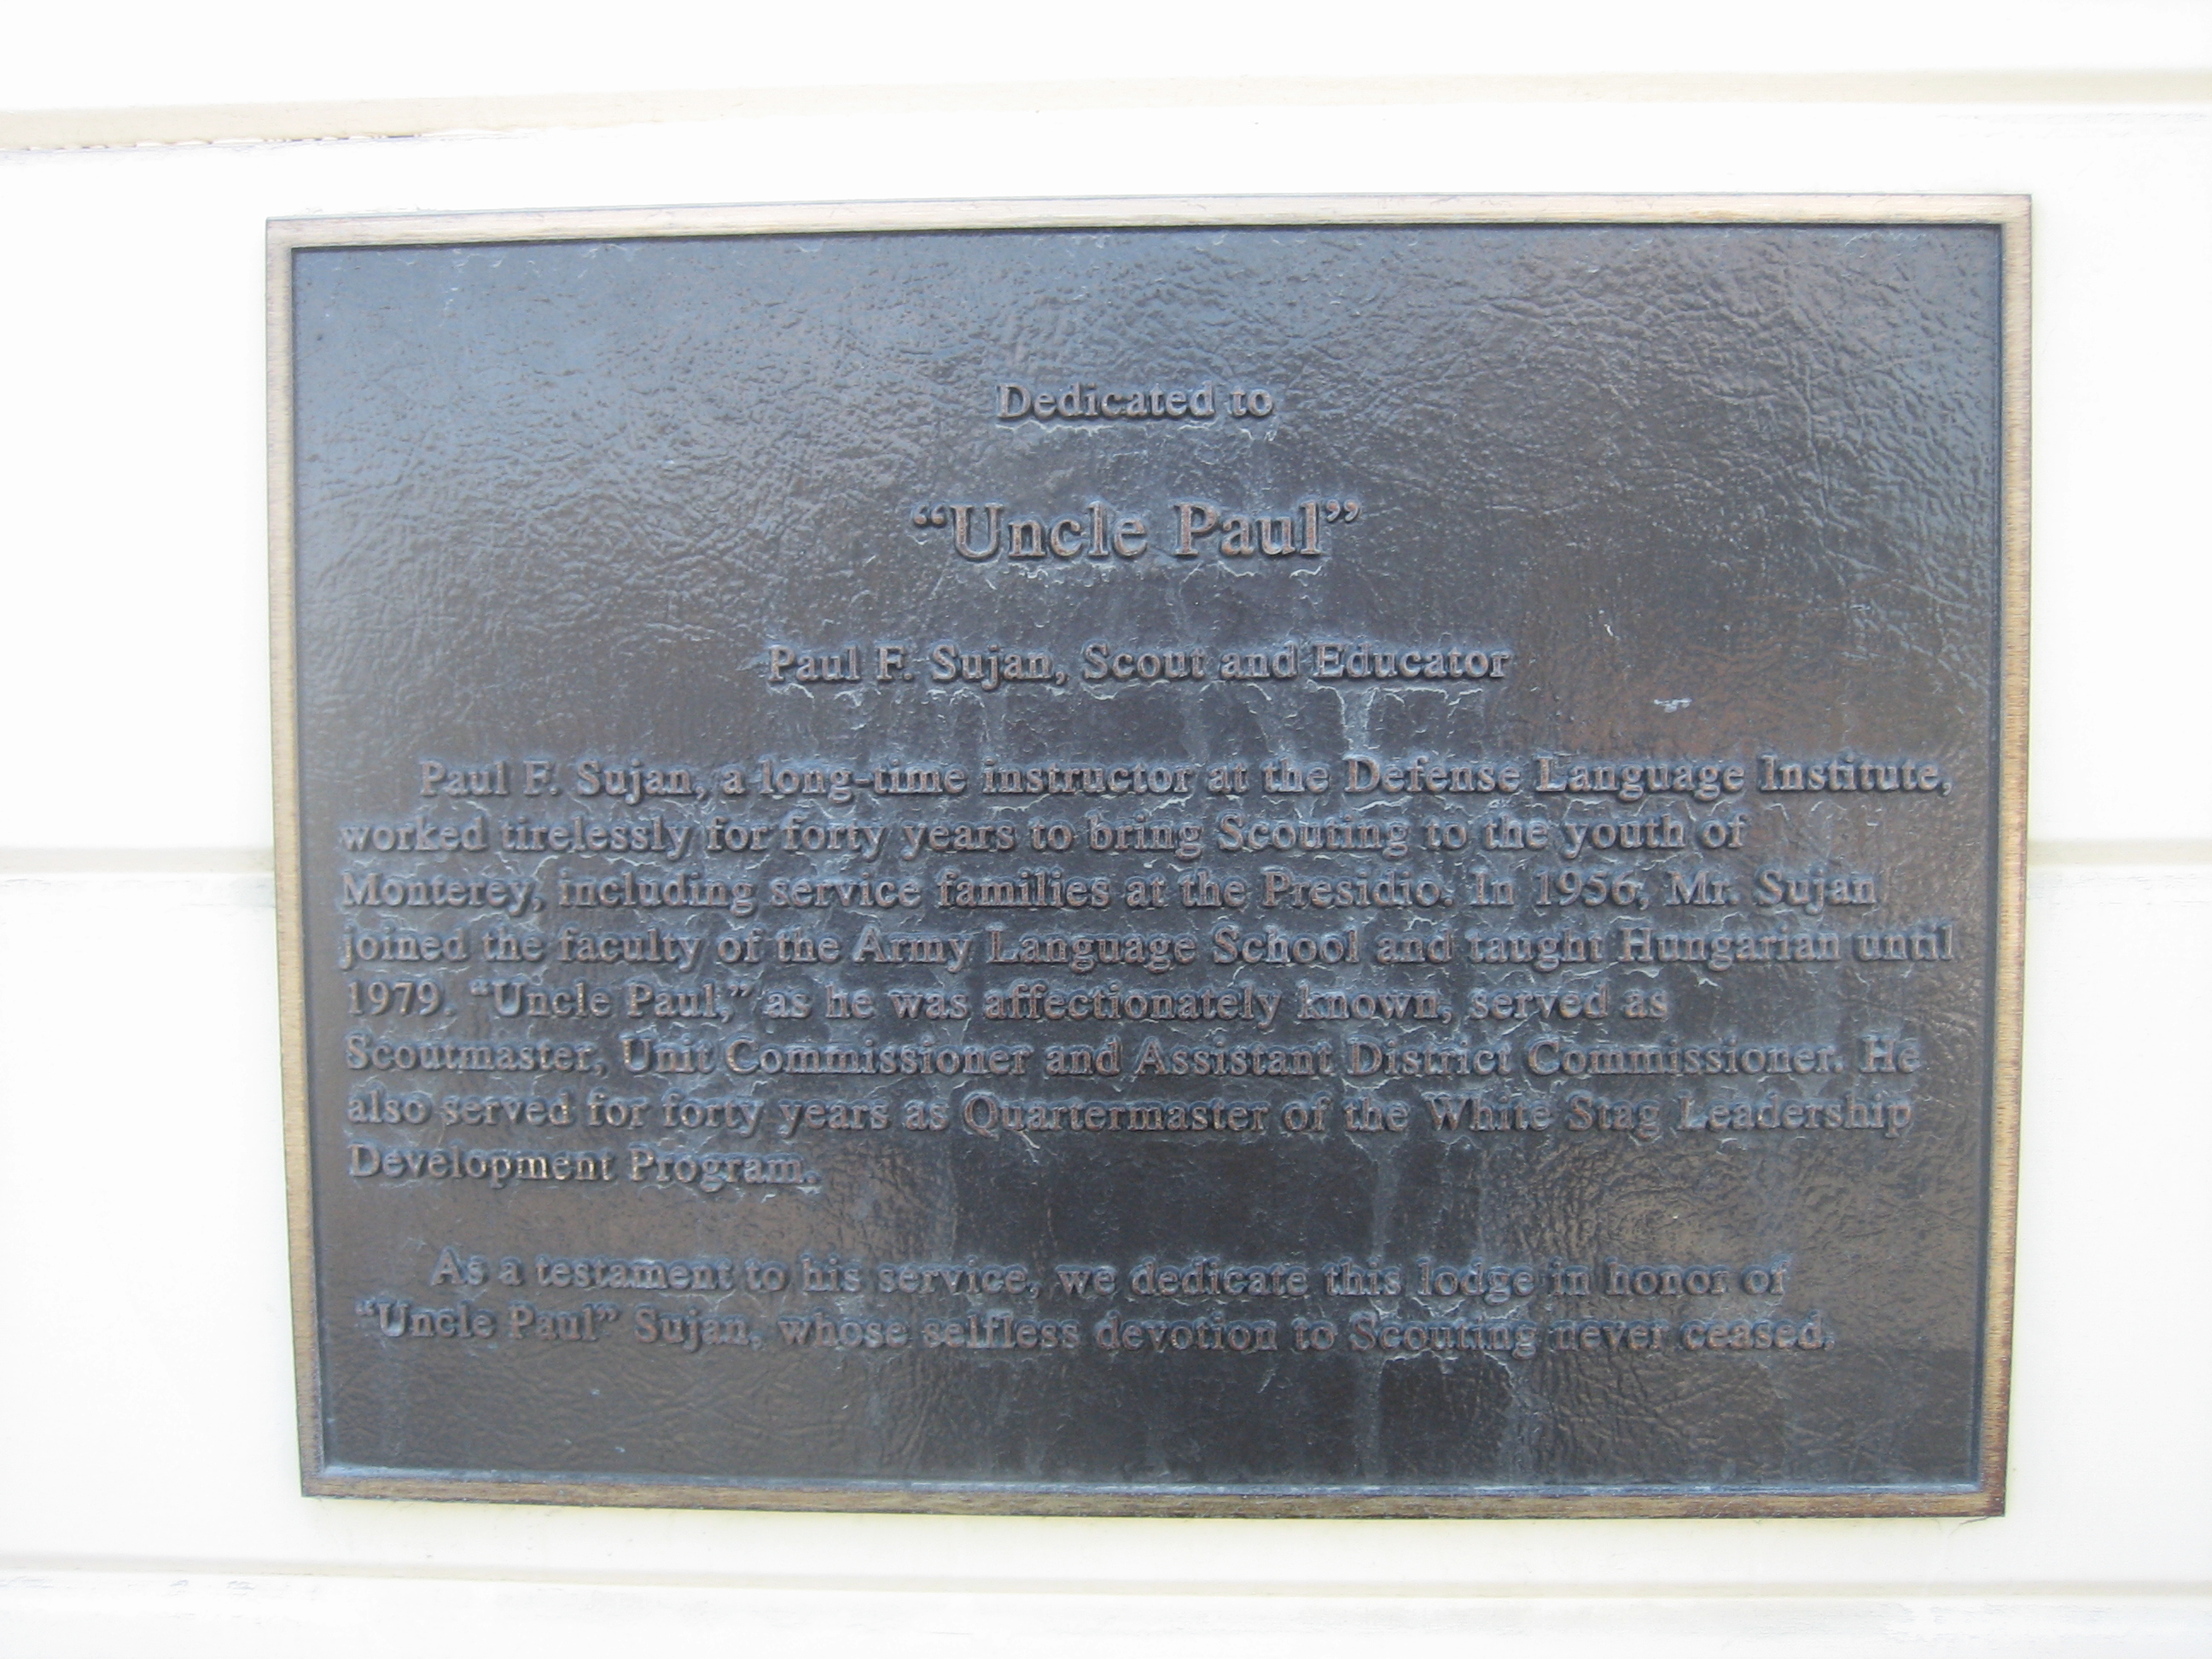 Dedicated to
“Uncle Paul”
Paul F. Sujan, Scout and Educator
Paul F. Sujan, a long-time instructor at the Defense Language Institute,
worked tirelessly for forty years to bring Scouting to the youth of
Monterey, including service families at the Presidio. In 1956, Mr. Sujan
joined the faculty of the Army Language School and taught Hungarian until
1979. “Uncle Paul,” as he was affectionately known, served as
Scoutmaster, Unit Commissioner and Assistant District Commissioner. He
also served for forty years as Quartermaster of the White Stag Leadership
Development Program.
As a testament to his service, we dedicate this lodge in honor of
“Uncle Paul” Sujan, whose selfless devotion to Scouting never ceased.